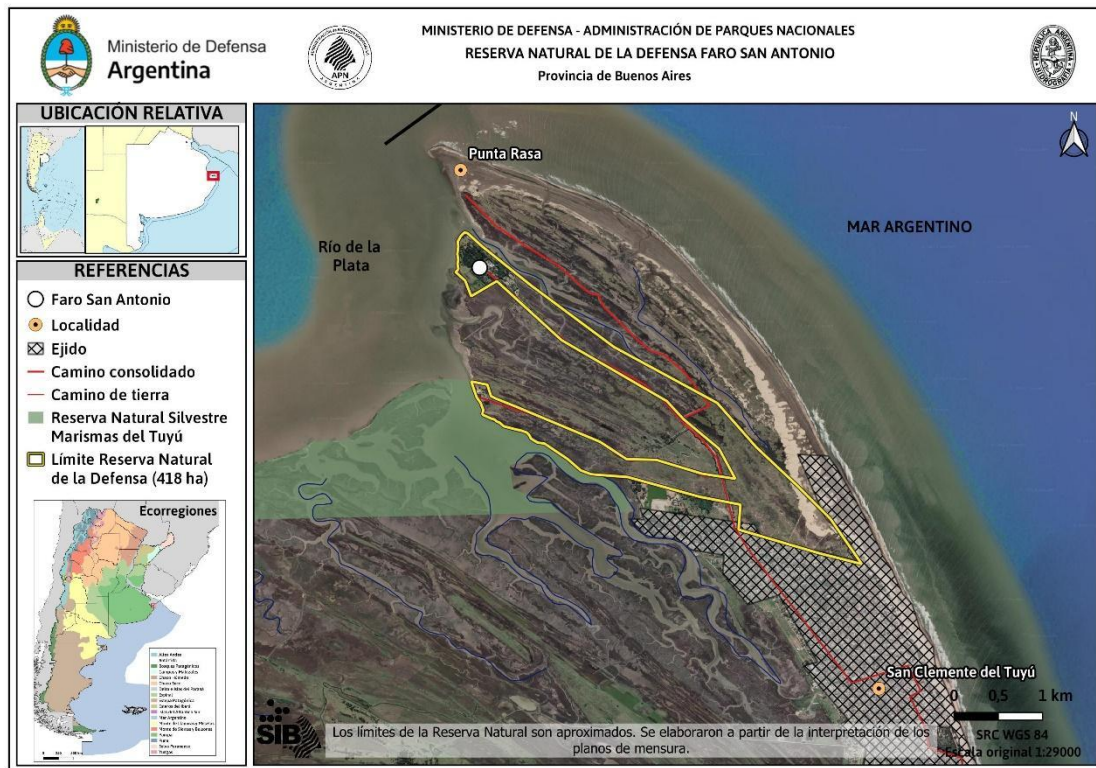 Ministerio de Defensa
Argentina
APN
MINISTERIO DE DEFENSA - ADMINISTRACIÓN DE PARQUES NACIONALES
RESERVA NATURAL DE LA DEFENSA FARO SAN ANTONIO
Provincia de Buenos Aires
UBICACIÓN RELATIVA
REFERENCIAS
Faro San Antonio
Localidad
Ejido
Camino consolidado
Camino de tierra
Reserva Natural Silvestre
Marismas del Tuyú
Límite Reserva Natural
de la Defensa (418 ha)
Ecorregiones
N
Punta Rasa
MAR ARGENTINO
Río de la
Plata
San Clemente del Tuyú
0 0,5 1 km
SIB
Los límites de la Reserva Natural son aproximados. Se elaboraron a partir de la interpretación de los
planos de mensura.
SRC WGS 84
Escala original 1:29000